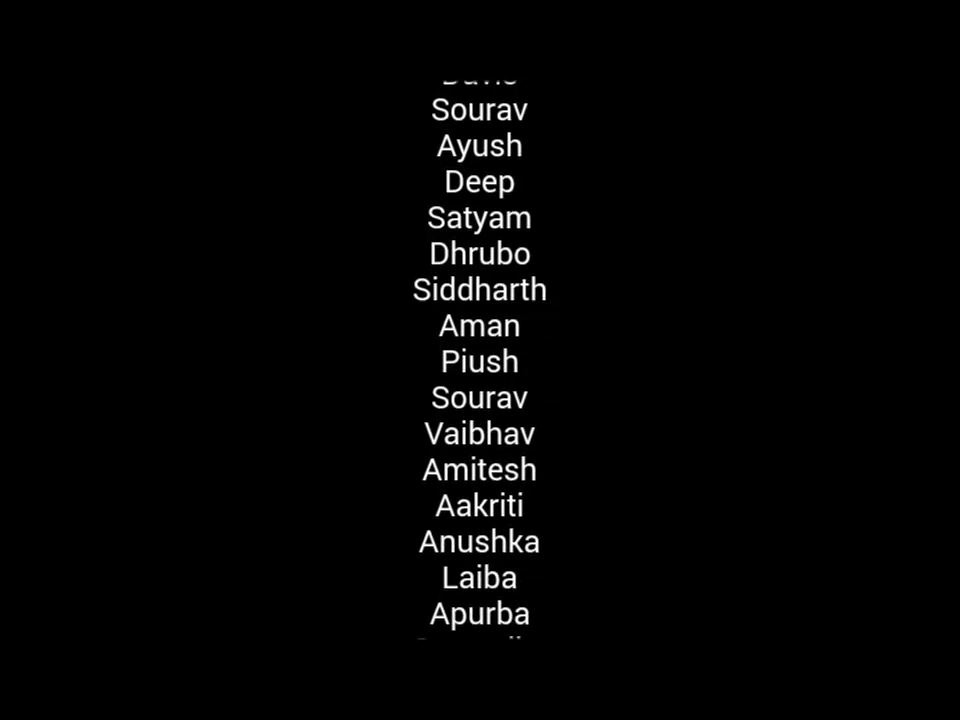 Sourav
Ayush
Deep
Satyam
Dhrubo
Siddharth
Aman
Piush
Sourav
Vaibhav
Amitesh
Aakriti
Anushka
Laiba
Apurba